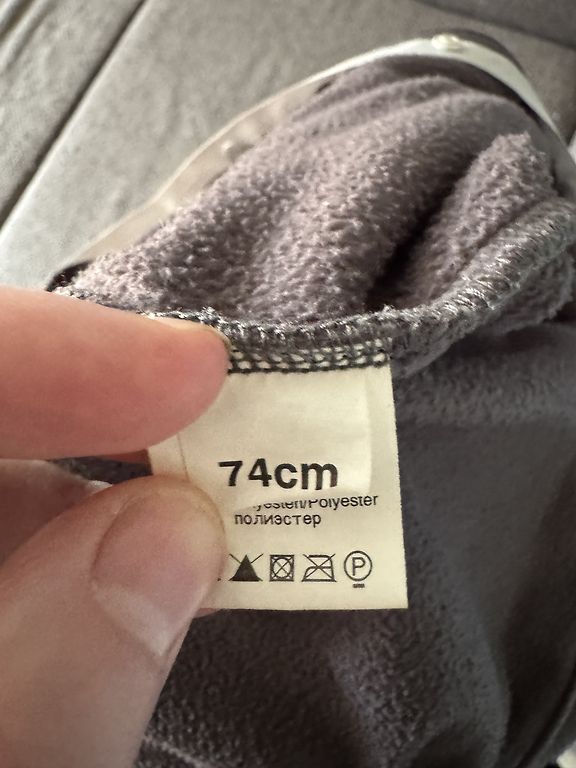 74cm
/Polyester
полиэстер
P